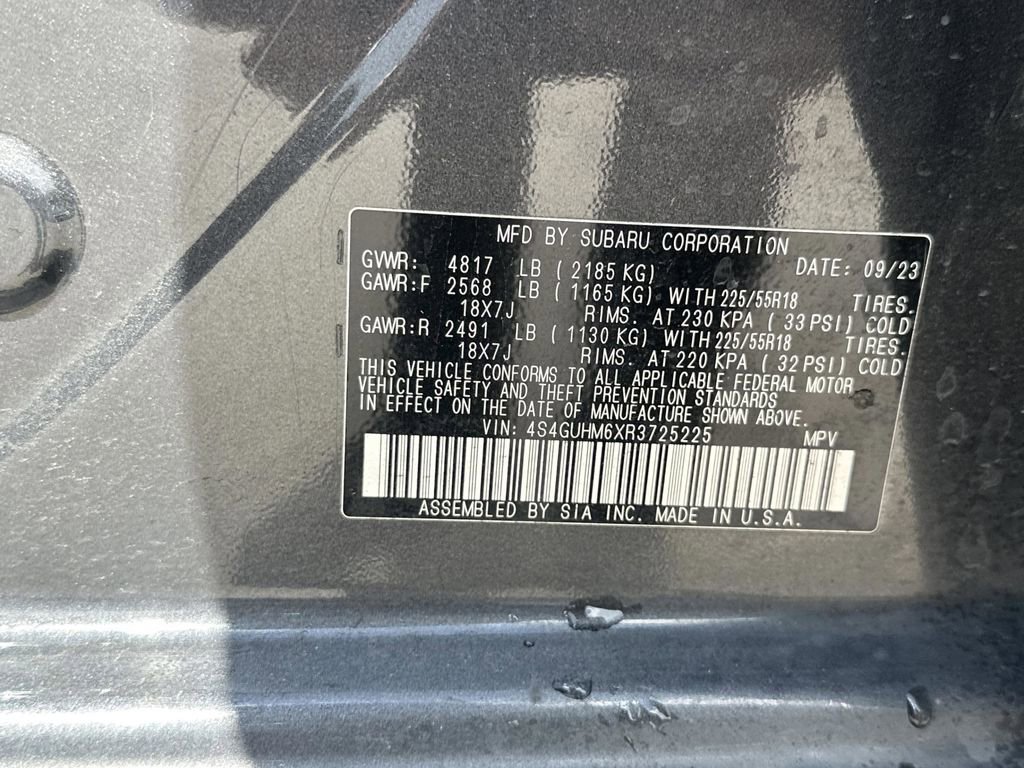 MFD BY SUBARU CORPORATION
GVWR: 4817 LB ( 2185 KG) DATE: 09/23
GAWR:F 2568 LB ( 1165 KG) WITH 225/55R18 TIRES.
18X7J RIMS. AT 230 KPA ( 33 PSI) COLD
GAWR:R 2491 LB ( 1130 KG) WITH 225/55R18 TIRES.
18X7J RIMS. AT 220 KPA ( 32 PSI) COLD
THIS VEHICLE CONFORMS TO ALL APPLICABLE FEDERAL MOTOR
VEHICLE SAFETY AND THEFT PREVENTION STANDARDS
IN EFFECT ON THE DATE OF MANUFACTURE SHOWN ABOVE.
VIN: 4S4GUHM6XR3725225 MPV
ASSEMBLED BY SIA INC. MADE IN U.S.A.